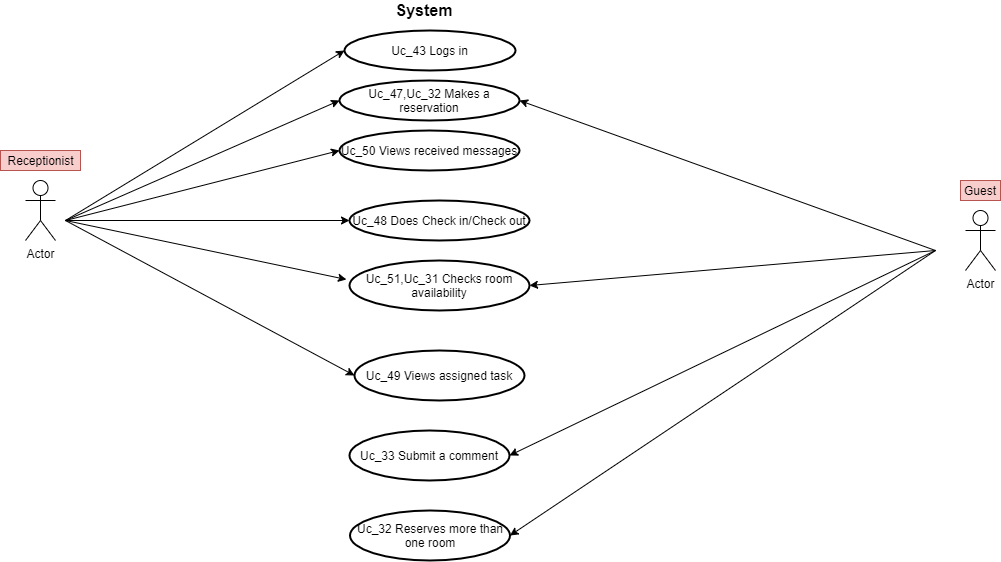 System
Uc_43 Logs in
Uc_47,Uc_32 Makes a
reservation
Uc_50 Views received messages
Receptionist
Actor
Guest
Actor
Uc_48 Does Check in/Check out
Uc_51,Uc_31 Checks room
availability
Uc_49 Views assigned task
Uc_33 Submit a comment
Uc_32 Reserves more than
one room